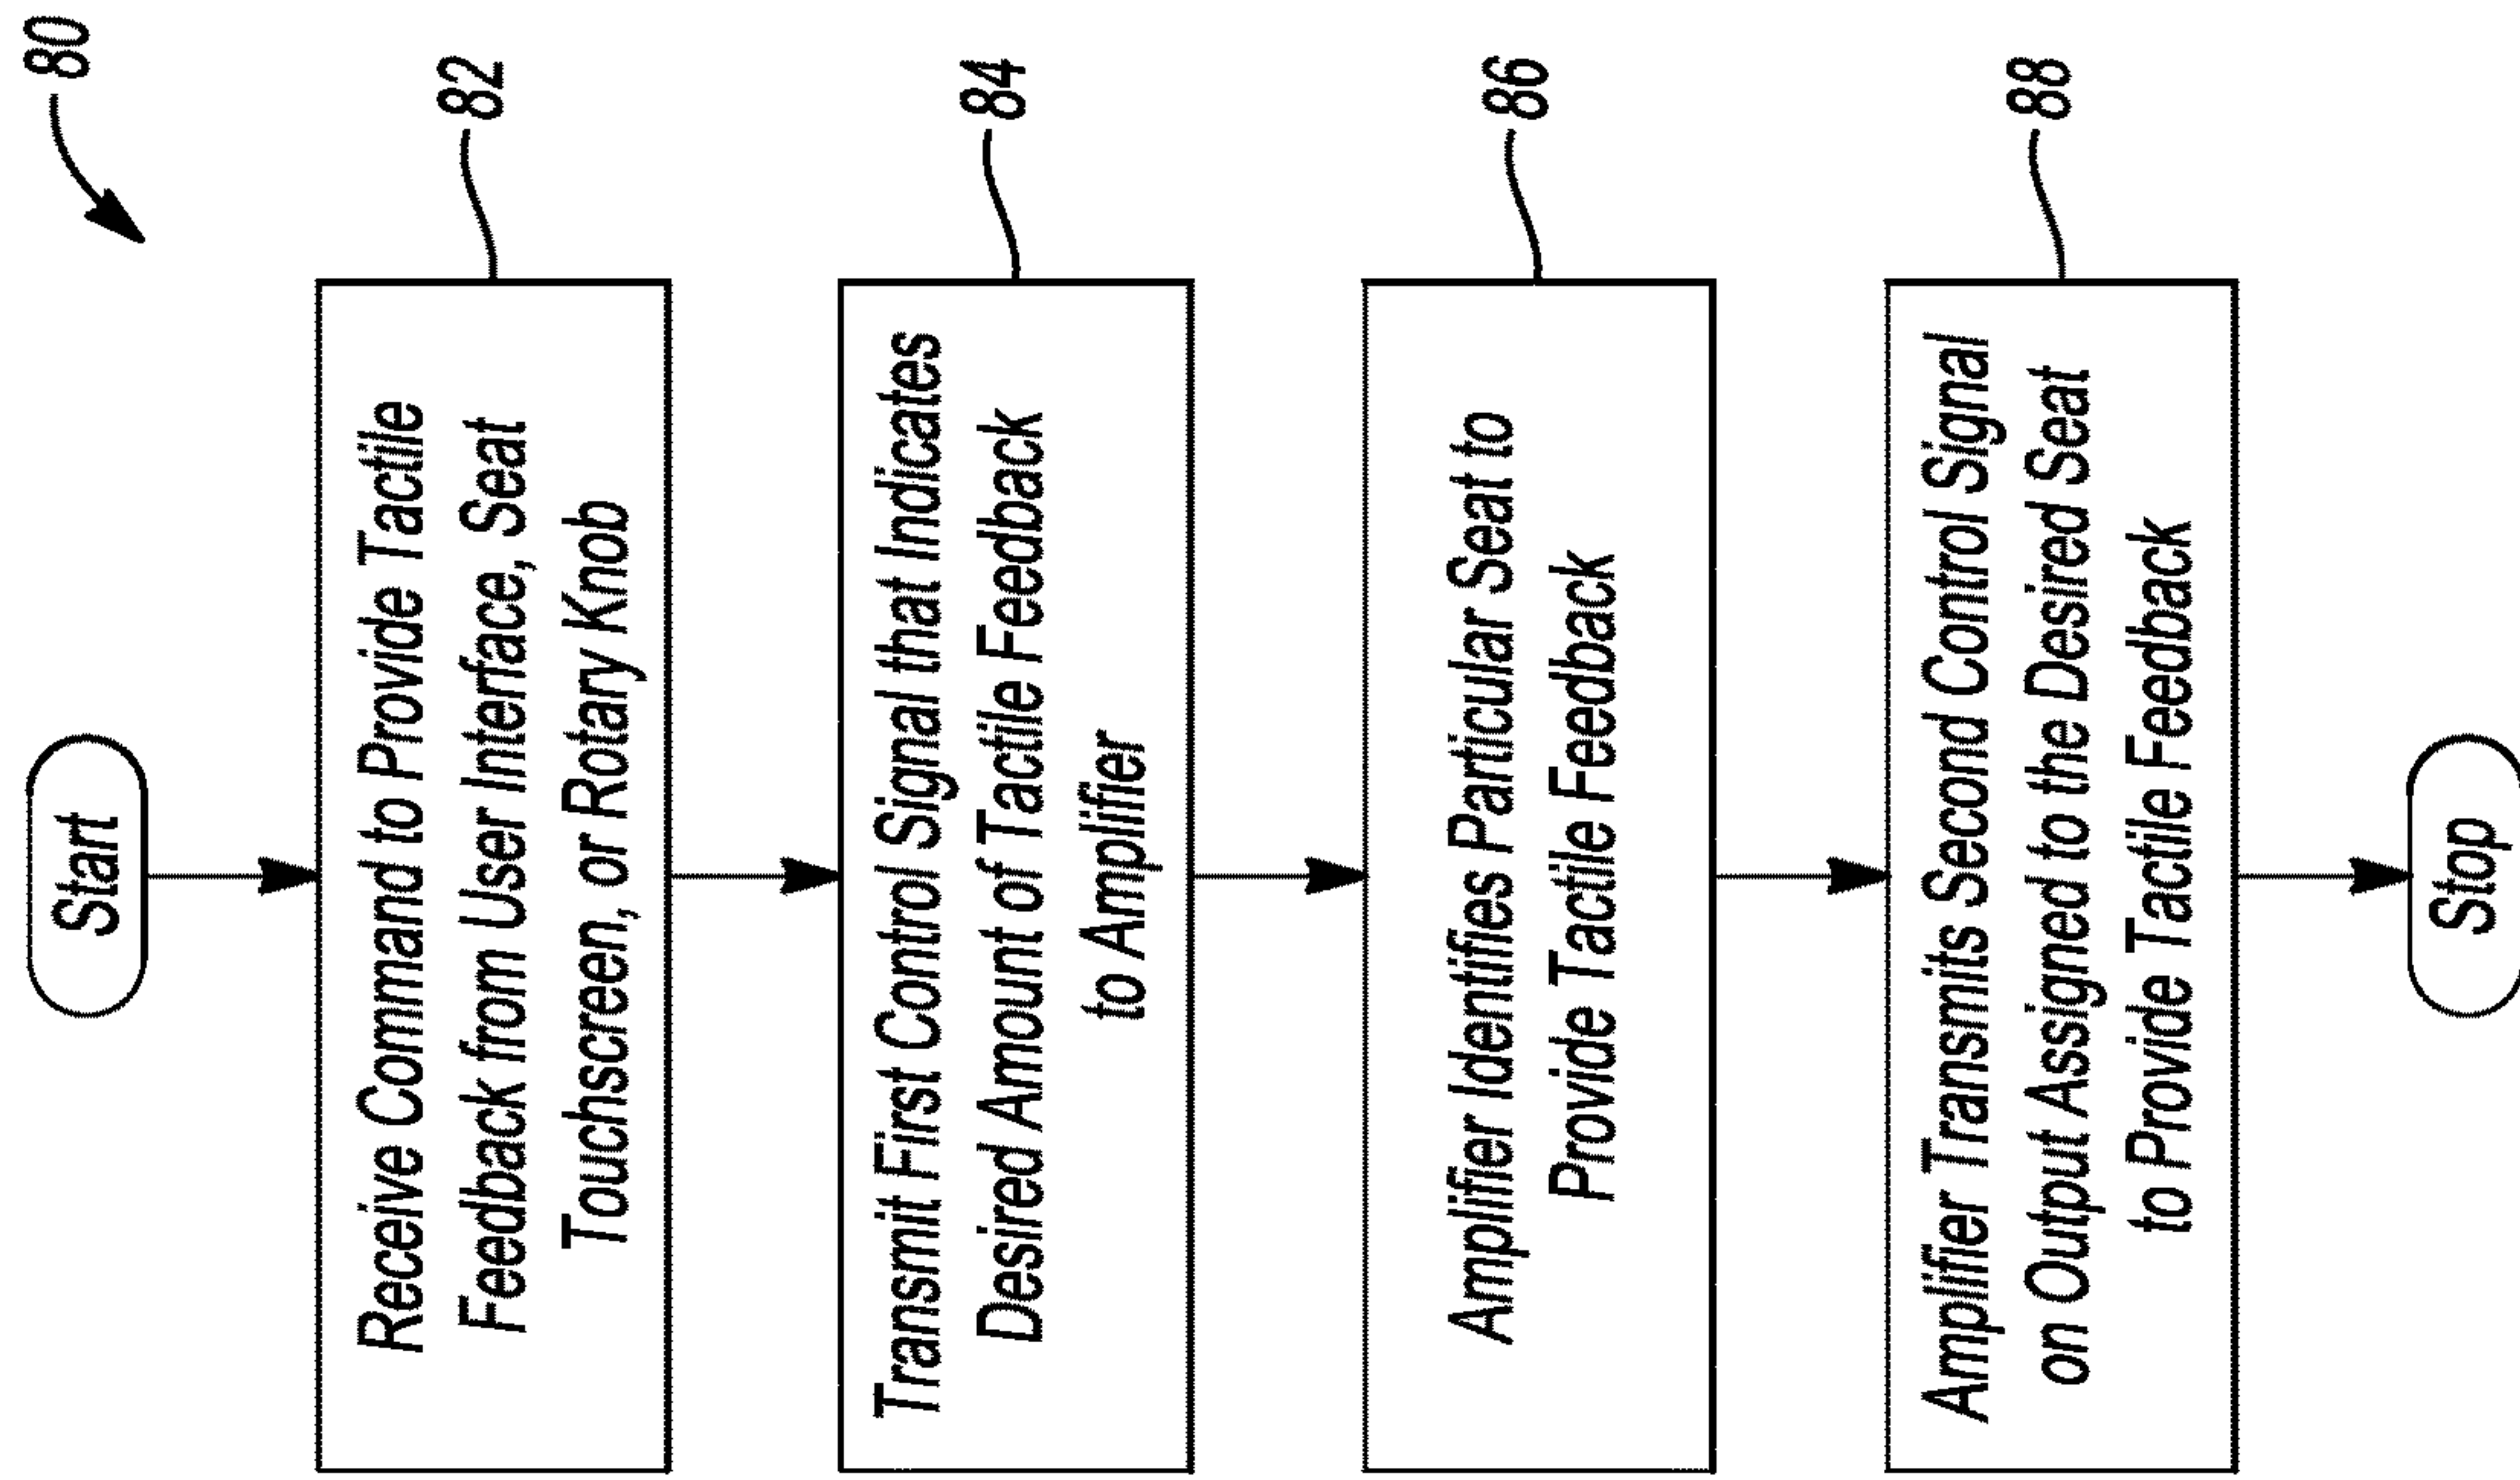 80
Start
Receive Command to Provide Tactile
Feedback from User Interface, Seat
Touchscreen, or Rotary Knob
82
Transmit First Control Signal that Indicates
Desired Amount of Tactile Feedback
to Amplifier
84
Amplifier Identifies Particular Seat to
Provide Tactile Feedback
86
Amplifier Transmits Second Control Signal
on Output Assigned to the Desired Seat
to Provide Tactile Feedback
88
Stop